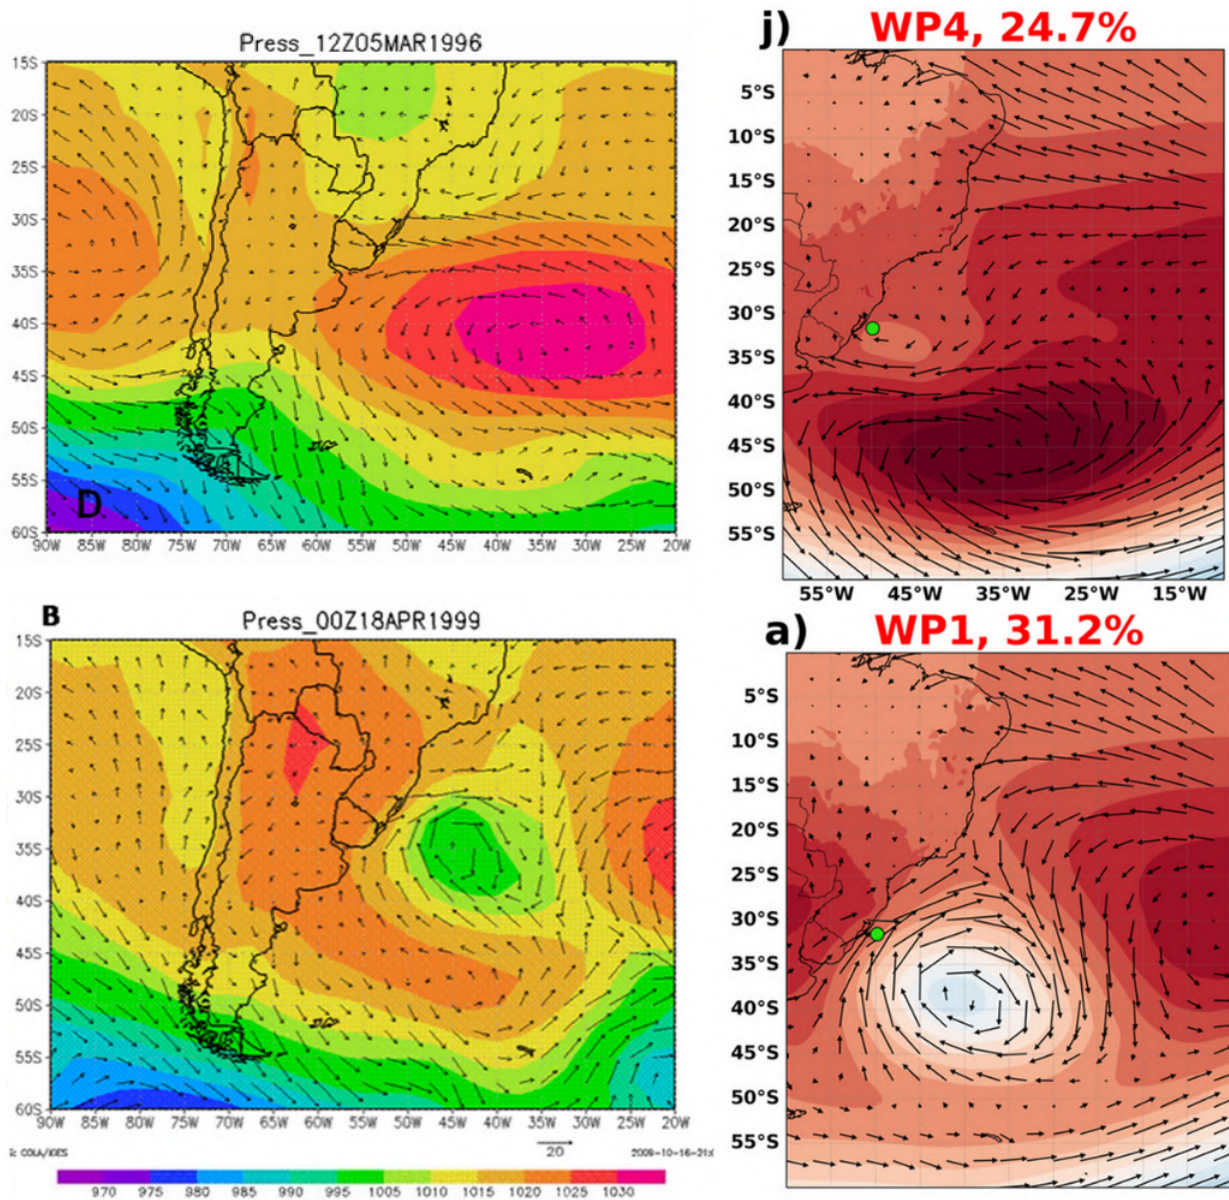 Press_12Z05MAR1996
15S
20S
25S
30S
35S
40S
45S
50S
55S
60S
D
90W 85W 80W 75W 70W 65W 60W 55W 50W 45W 40W 35W 30W 25W 20W
j) WP4, 24.7%
5°S
10°S
15°S
20°S
25°S
30°S
35°S
40°S
45°S
50°S
55°S
55°W 45°W 35°W 25°W 15°W
B
Press_00Z18APR1999
15S
20S
25S
30S
35S
40S
45S
50S
55S
60S
90W 85W 80W 75W 70W 65W 60W 55W 50W 45W 40W 35W 30W 25W 20W
COLA/IGES
20
970 975 980 985 990 995 1005 1010 1015 1020 1025 1030
a) WP1, 31.2%
5°S
10°S
15°S
20°S
25°S
30°S
35°S
40°S
45°S
50°S
55°S